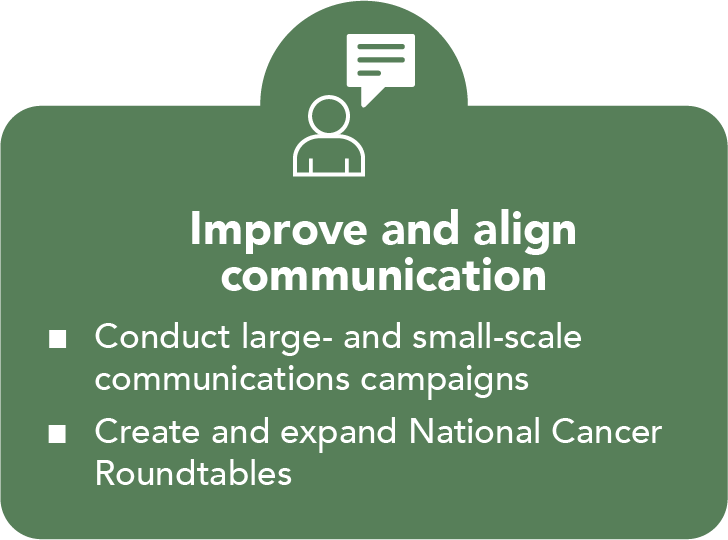 Improve and align
communication
■ Conduct large- and small-scale
communications campaigns
■ Create and expand National Cancer
Roundtables